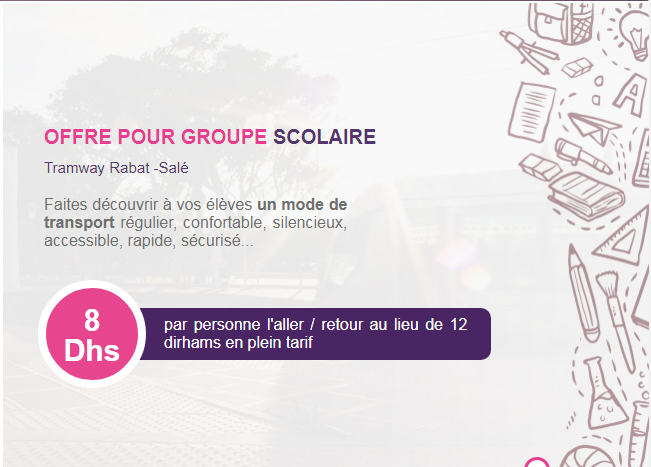 OFFRE POUR GROUPE SCOLAIRE
Tramway Rabat -Salé
Faites découvrir à vos élèves un mode de
transport régulier, confortable, silencieux,
accessible, rapide, sécurisé...
8
Dhs
par personne l'aller / retour au lieu de 12
dirhams en plein tarif
A